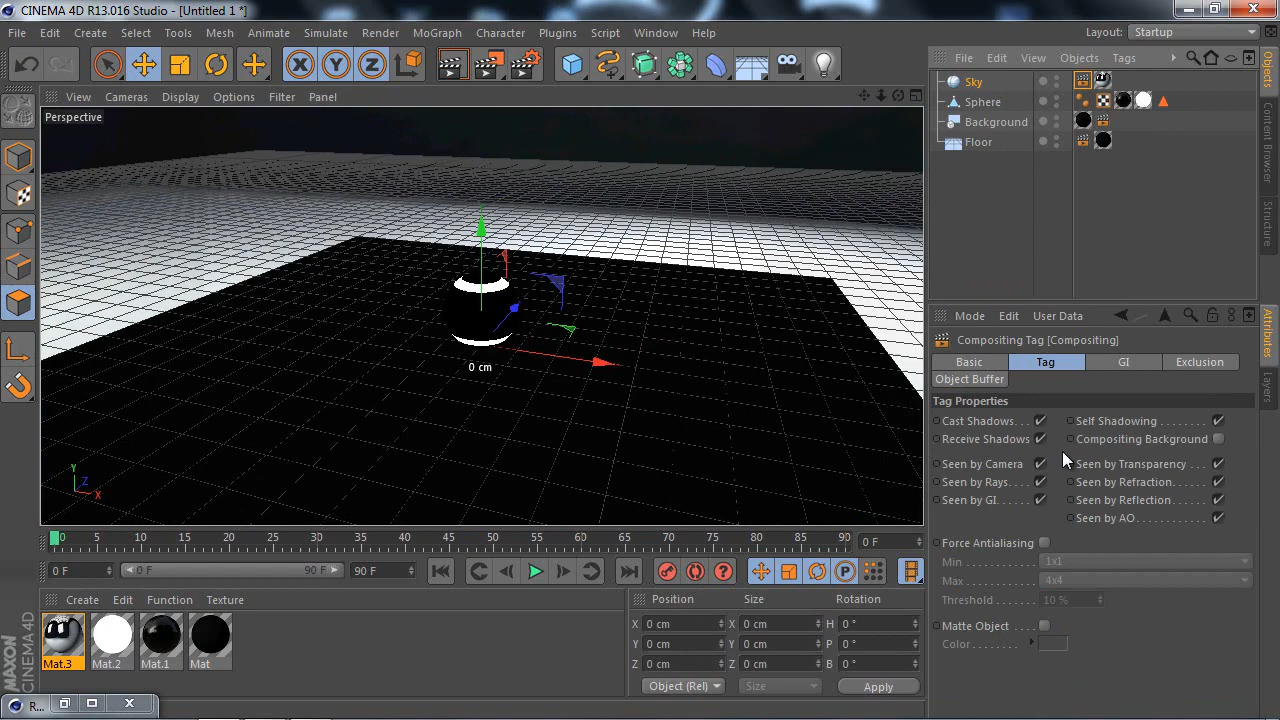 CINEMA 4D R13.016 Studio - [Untitled 1 *]
File Edit Create Select Tools Mesh Animate Simulate Render MoGraph Character Plugins Script Window Help
Layout: Startup
View Cameras Display Options Filter Panel
Perspective
File Edit View Objects Tags
Sky
Sphere
Background
Floor
Objects
Content Browser
Structure
Mode Edit User Data
Compositing Tag [Compositing]
Basic Tag GI Exclusion
Object Buffer
Tag Properties
Cast Shadows. . . Self Shadowing . . . . . . . .
Receive Shadows Compositing Background
Seen by Camera Seen by Transparency . . .
Seen by Rays. . . Seen by Refraction. . . . . .
Seen by GI. . . . . Seen by Reflection. . . . . .
Seen by AO. . . . . . . . . . .
Force Antialiasing
Min 1x1
Max 4x4
Threshold . . . . . 10 %
Matte Object . . . .
Color . . . . . . . .
Attributes
Layers
0 cm
Y
Z
X
0 5 10 15 20 25 30 35 40 45 50 55 60 65 70 75 80 85 90 0 F
0 F 0 F 90 F 90 F
P
Create Edit Function Texture
Mat.3 Mat.2 Mat.1 Mat
Position Size Rotation
X 0 cm X 0 cm H 0 °
Y 0 cm Y 0 cm P 0 °
Z 0 cm Z 0 cm B 0 °
Object (Rel) Size Apply
MAXON
CINEMA 4D
R...